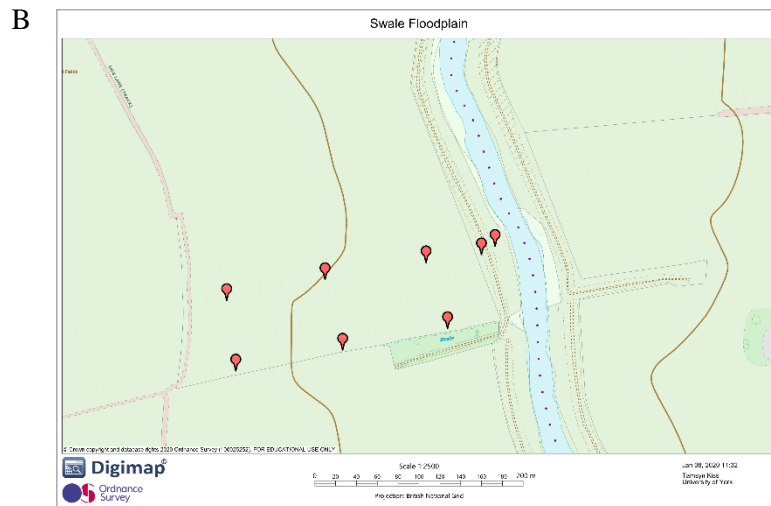 B
Swale Floodplain
Drain
© Crown copyright and database rights 2020 Ordnance Survey (100025252). FOR EDUCATIONAL USE ONLY.
Digimap
Ordnance
Survey
Scale 1:2500
0 20 40 60 80 100 120 140 160 180 200 m
Projection: British National Grid
Jan 08, 2020 11:32
Tamsyn Kiss
University of York